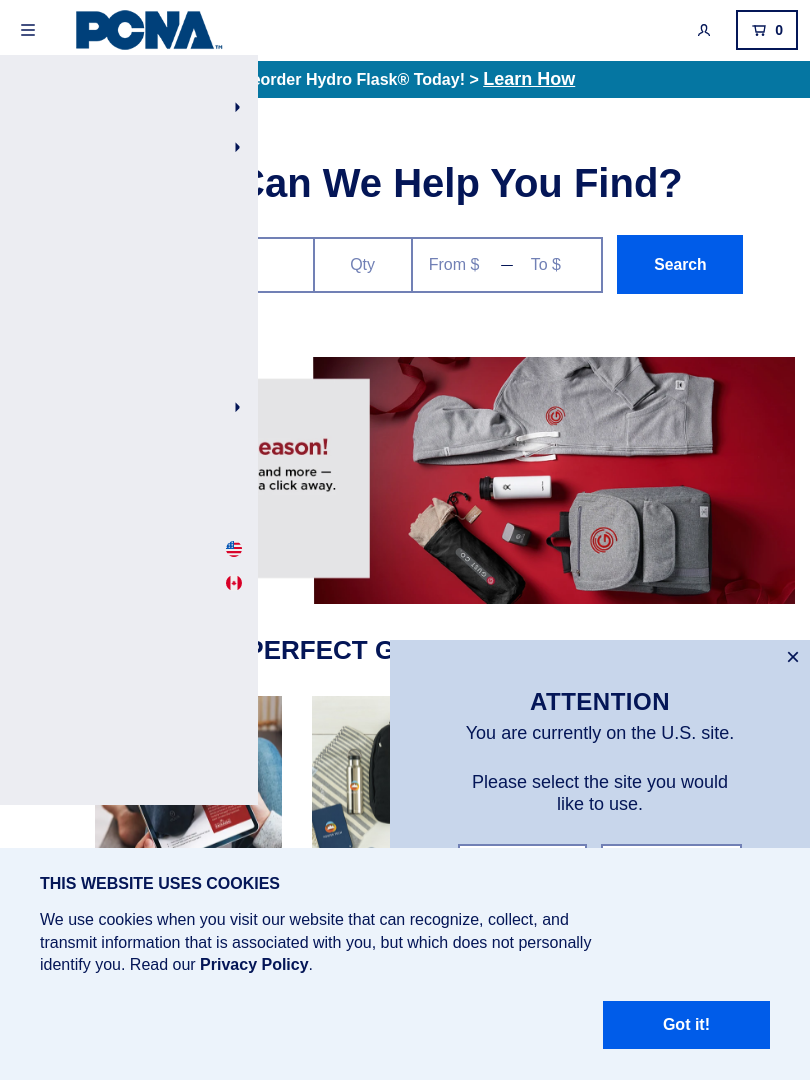 PCNA™
0
eorder Hydro Flask® Today! > Learn How
Can We Help You Find?
Qty
From $ — To $
Search
eason!
and more —
a click away.
GUILT CO
PERFECT G
×
ATTENTION
You are currently on the U.S. site.
Please select the site you would
like to use.
THIS WEBSITE USES COOKIES
We use cookies when you visit our website that can recognize, collect, and
transmit information that is associated with you, but which does not personally
identify you. Read our Privacy Policy.
Got it!